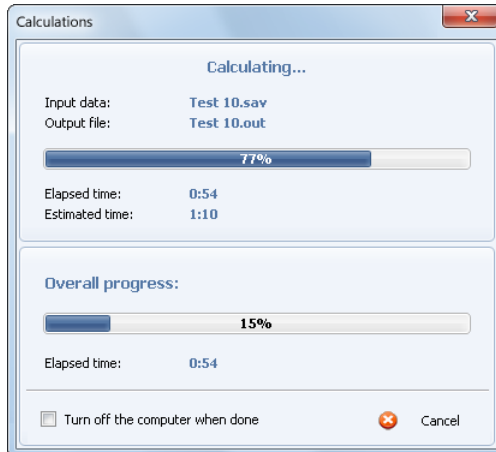 Calculations
Calculating...
Input data: Test 10.sav
Output file: Test 10.out
77%
Elapsed time: 0:54
Estimated time: 1:10
Overall progress:
15%
Elapsed time: 0:54
Turn off the computer when done Cancel